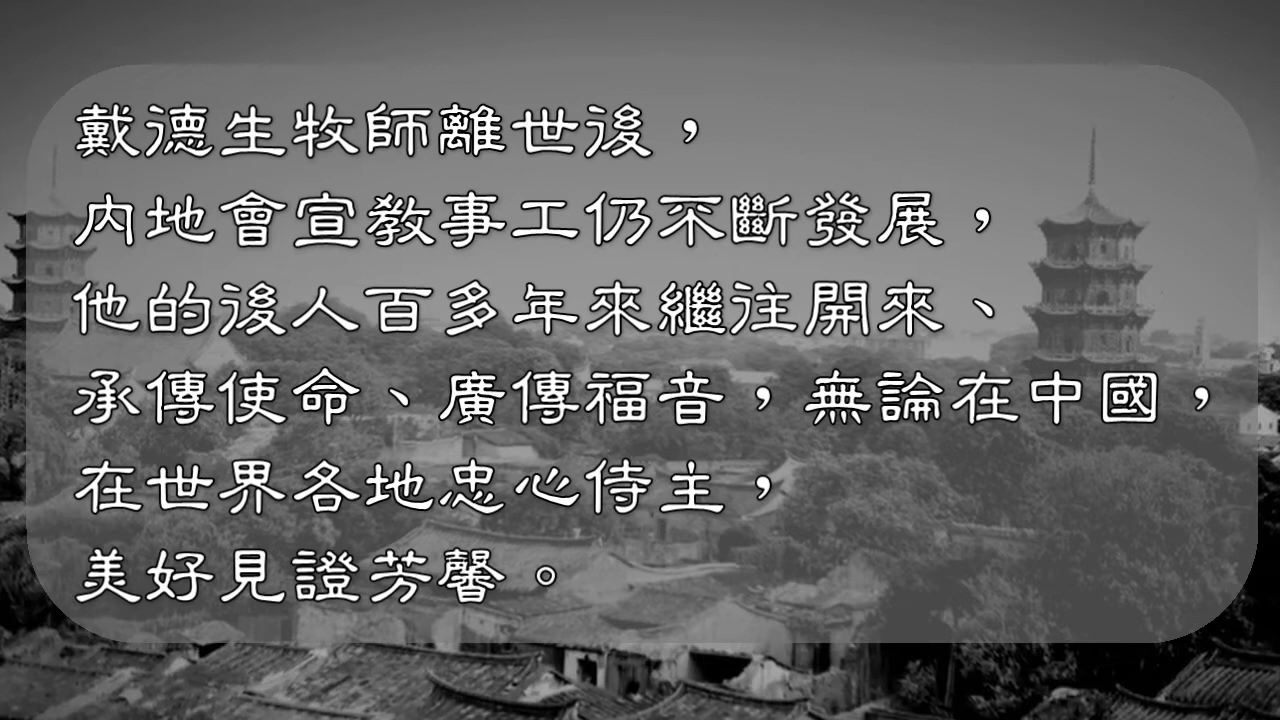 戴德生牧師離世後，
內地會宣教事工仍不斷發展，
他的後人百多年來繼往開來、
承傳使命、廣傳福音，無論在中國，
在世界各地忠心侍主，
美好見證芳馨。